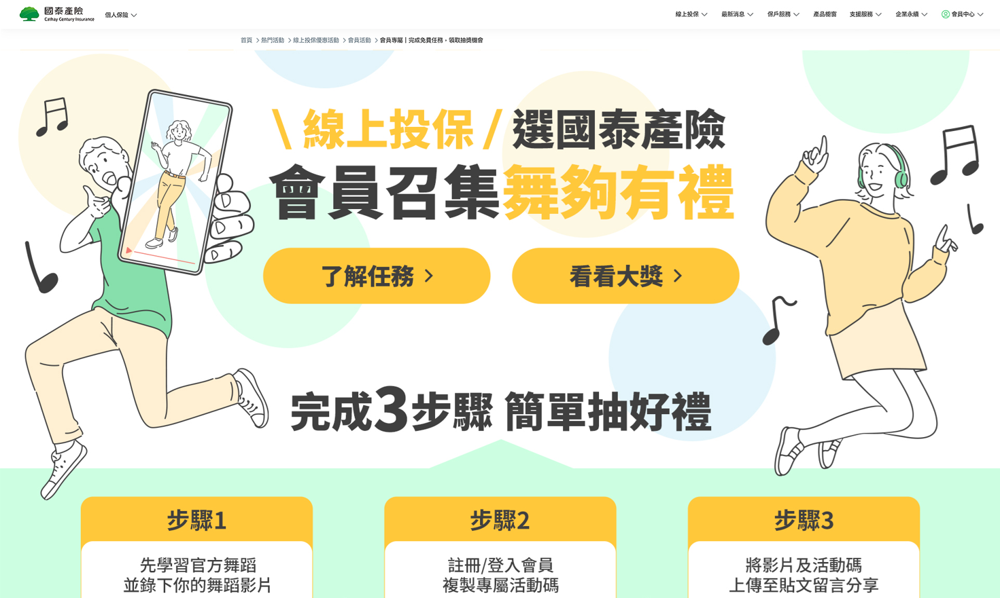 國泰產險
Cathay Century Insurance
個人保險
線上投保
最新消息
保戶服務
產品櫥窗
支援服務
企業永續
會員中心
首頁 > 熱門活動 > 線上投保優惠活動 > 會員活動 > 會員專屬｜完成免費任務，領取抽獎機會
\ 線上投保 / 選國泰產險
會員召集舞夠有禮
了解任務 >
看看大獎 >
完成3步驟 簡單抽好禮
步驟1
先學習官方舞蹈
並錄下你的舞蹈影片
步驟2
註冊/登入會員
複製專屬活動碼
步驟3
將影片及活動碼
上傳至貼文留言分享